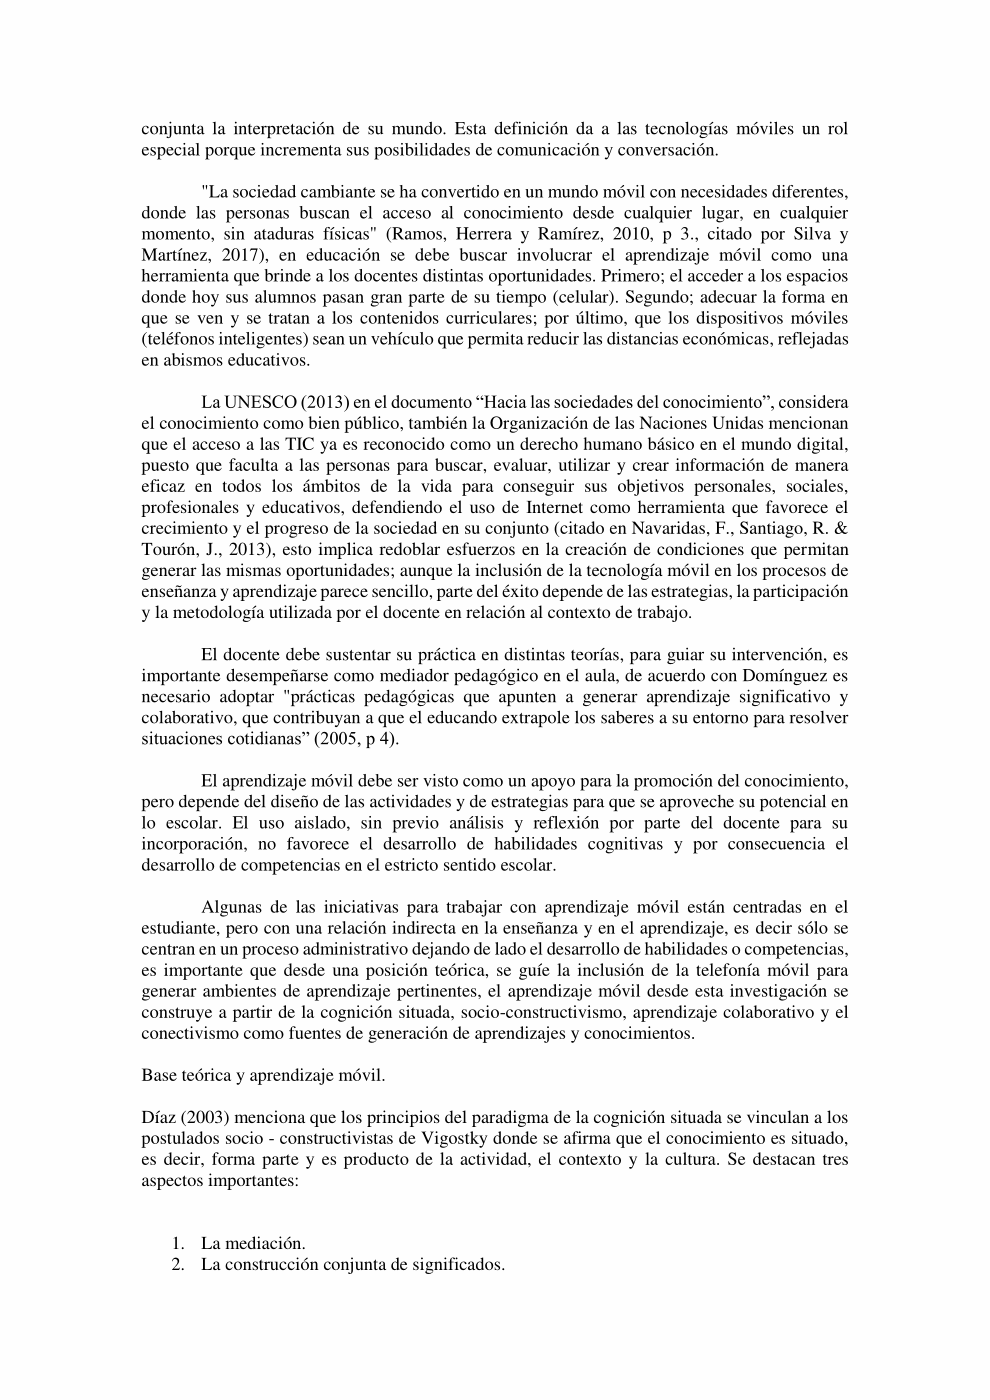 conjunta la interpretación de su mundo. Esta definición da a las tecnologías móviles un rol
especial porque incrementa sus posibilidades de comunicación y conversación.
"La sociedad cambiante se ha convertido en un mundo móvil con necesidades diferentes,
donde las personas buscan el acceso al conocimiento desde cualquier lugar, en cualquier
momento, sin ataduras físicas" (Ramos, Herrera y Ramírez, 2010, p 3., citado por Silva y
Martínez, 2017), en educación se debe buscar involucrar el aprendizaje móvil como una
herramienta que brinde a los docentes distintas oportunidades. Primero; el acceder a los espacios
donde hoy sus alumnos pasan gran parte de su tiempo (celular). Segundo; adecuar la forma en
que se ven y se tratan a los contenidos curriculares; por último, que los dispositivos móviles
(teléfonos inteligentes) sean un vehículo que permita reducir las distancias económicas, reflejadas
en abismos educativos.
La UNESCO (2013) en el documento “Hacia las sociedades del conocimiento”, considera
el conocimiento como bien público, también la Organización de las Naciones Unidas mencionan
que el acceso a las TIC ya es reconocido como un derecho humano básico en el mundo digital,
puesto que faculta a las personas para buscar, evaluar, utilizar y crear información de manera
eficaz en todos los ámbitos de la vida para conseguir sus objetivos personales, sociales,
profesionales y educativos, defendiendo el uso de Internet como herramienta que favorece el
crecimiento y el progreso de la sociedad en su conjunto (citado en Navaridas, F., Santiago, R. &
Tourón, J., 2013), esto implica redoblar esfuerzos en la creación de condiciones que permitan
generar las mismas oportunidades; aunque la inclusión de la tecnología móvil en los procesos de
enseñanza y aprendizaje parece sencillo, parte del éxito depende de las estrategias, la participación
y la metodología utilizada por el docente en relación al contexto de trabajo.
El docente debe sustentar su práctica en distintas teorías, para guiar su intervención, es
importante desempeñarse como mediador pedagógico en el aula, de acuerdo con Domínguez es
necesario adoptar "prácticas pedagógicas que apunten a generar aprendizaje significativo y
colaborativo, que contribuyan a que el educando extrapole los saberes a su entorno para resolver
situaciones cotidianas” (2005, p 4).
El aprendizaje móvil debe ser visto como un apoyo para la promoción del conocimiento,
pero depende del diseño de las actividades y de estrategias para que se aproveche su potencial en
lo escolar. El uso aislado, sin previo análisis y reflexión por parte del docente para su
incorporación, no favorece el desarrollo de habilidades cognitivas y por consecuencia el
desarrollo de competencias en el estricto sentido escolar.
Algunas de las iniciativas para trabajar con aprendizaje móvil están centradas en el
estudiante, pero con una relación indirecta en la enseñanza y en el aprendizaje, es decir sólo se
centran en un proceso administrativo dejando de lado el desarrollo de habilidades o competencias,
es importante que desde una posición teórica, se guíe la inclusión de la telefonía móvil para
generar ambientes de aprendizaje pertinentes, el aprendizaje móvil desde esta investigación se
construye a partir de la cognición situada, socio-constructivismo, aprendizaje colaborativo y el
conectivismo como fuentes de generación de aprendizajes y conocimientos.
Base teórica y aprendizaje móvil.
Díaz (2003) menciona que los principios del paradigma de la cognición situada se vinculan a los
postulados socio - constructivistas de Vigostky donde se afirma que el conocimiento es situado,
es decir, forma parte y es producto de la actividad, el contexto y la cultura. Se destacan tres
aspectos importantes:
1. La mediación.
2. La construcción conjunta de significados.